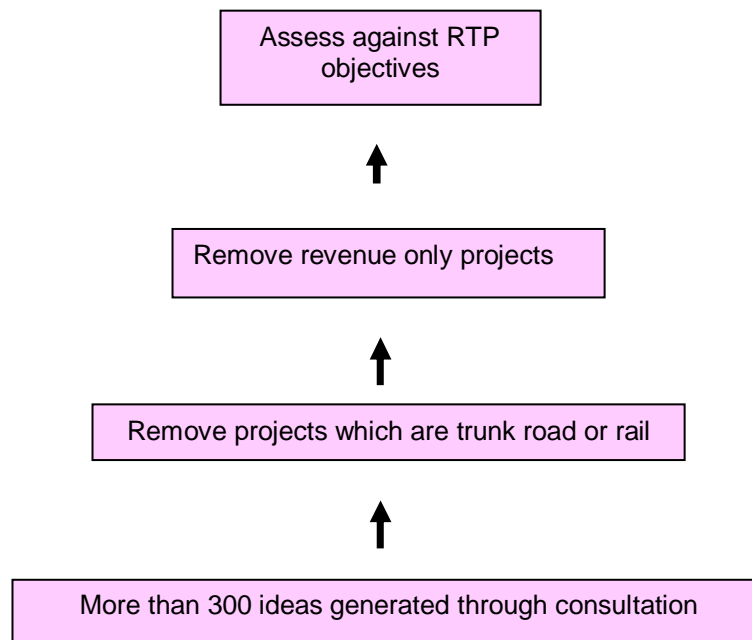 Assess against RTP
objectives
Remove revenue only projects
Remove projects which are trunk road or rail
More than 300 ideas generated through consultation